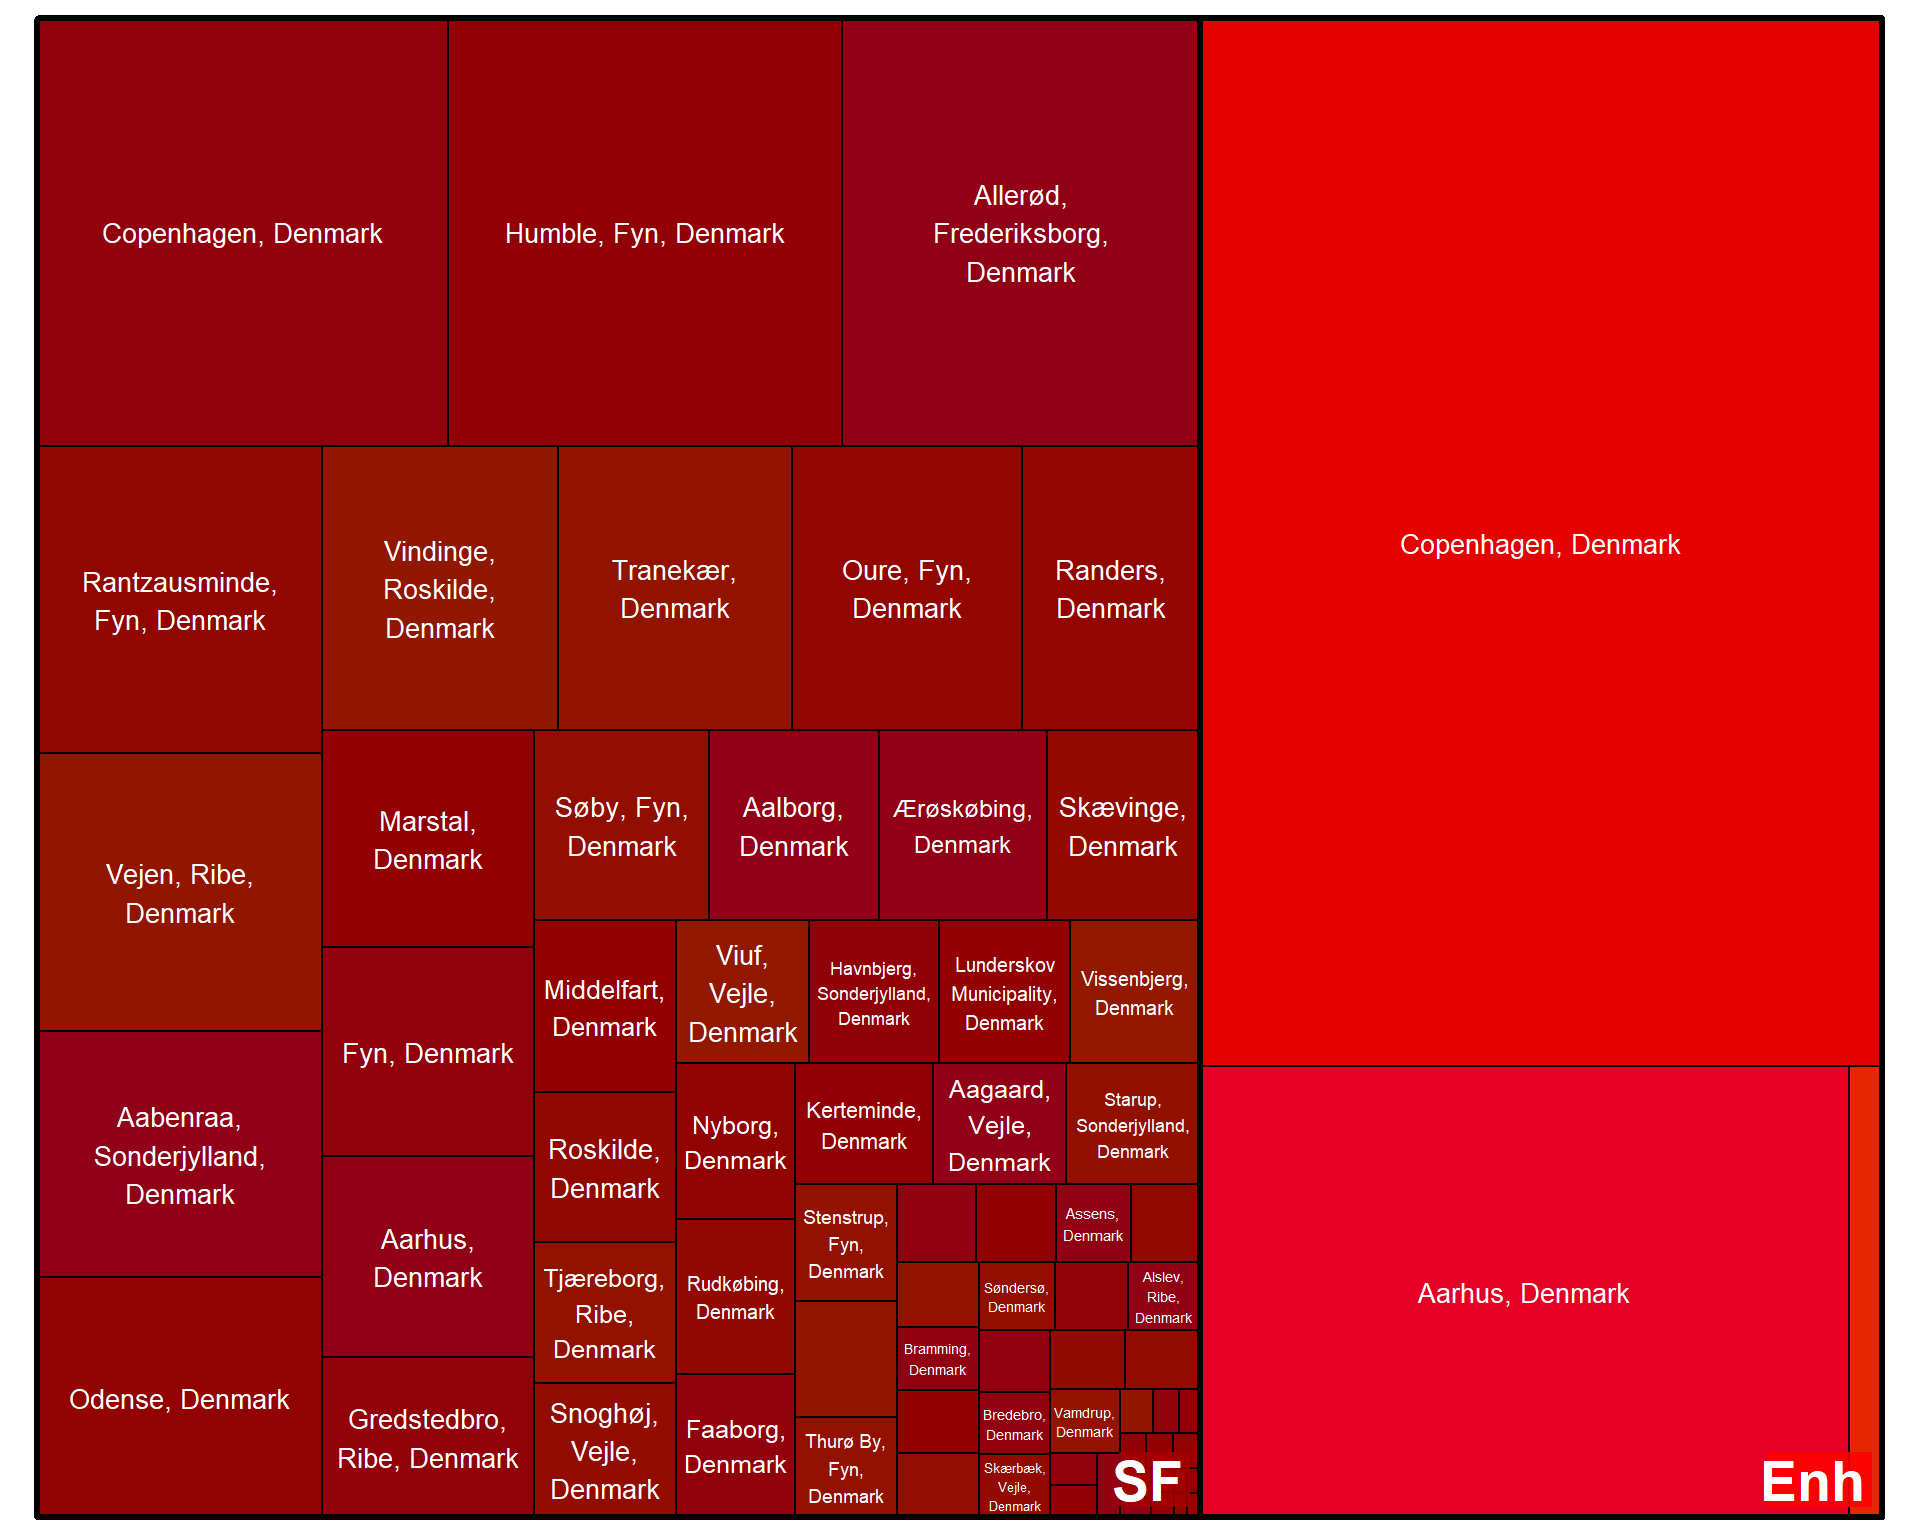 Copenhagen, Denmark
Humble, Fyn, Denmark
Allerød,
Frederiksborg,
Denmark
Copenhagen, Denmark
Rantzausminde,
Fyn, Denmark
Vindinge,
Roskilde,
Denmark
Tranekær,
Denmark
Oure, Fyn,
Denmark
Randers,
Denmark
Vejen, Ribe,
Denmark
Marstal,
Denmark
Søby, Fyn,
Denmark
Aalborg,
Denmark
Ærøskøbing,
Denmark
Skævinge,
Denmark
Aabenraa,
Sonderjylland,
Denmark
Fyn, Denmark
Middelfart,
Denmark
Viuf,
Vejle,
Denmark
Havnbjerg,
Sonderjylland,
Denmark
Lunderskov
Municipality,
Denmark
Vissenbjerg,
Denmark
Roskilde,
Denmark
Nyborg,
Denmark
Kerteminde,
Denmark
Aagaard,
Vejle,
Denmark
Starup,
Sonderjylland,
Denmark
Aarhus,
Denmark
Tjæreborg,
Ribe,
Denmark
Rudkøbing,
Denmark
Stenstrup,
Fyn,
Denmark
Assens,
Denmark
Søndersø,
Denmark
Alslev,
Ribe,
Denmark
Bramming,
Denmark
Aarhus, Denmark
Odense, Denmark
Gredstedbro,
Ribe, Denmark
Snoghøj,
Vejle,
Denmark
Faaborg,
Denmark
Thurø By,
Fyn,
Denmark
Bredebro,
Denmark
Vamdrup,
Denmark
Skærbæk,
Vejle,
Denmark
SF
Enh